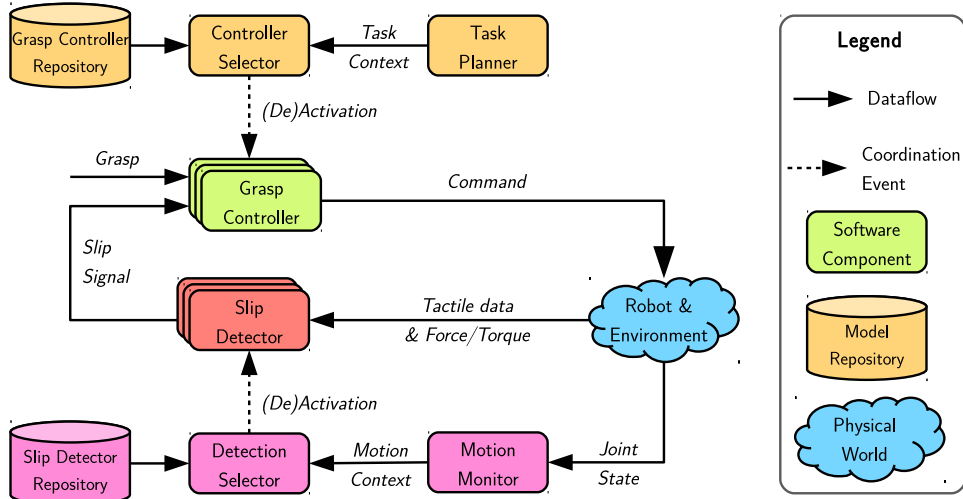 Grasp Controller
Repository
Controller
Selector
Task
Context
Task
Planner
(De)Activation
Grasp
Grasp
Controller
Command
Slip
Signal
Slip
Detector
Tactile data
& Force/Torque
Robot &
Environment
(De)Activation
Slip Detector
Repository
Detection
Selector
Motion
Context
Motion
Monitor
Joint
State
Legend
Dataflow
Coordination
Event
Software
Component
Model
Repository
Physical
World